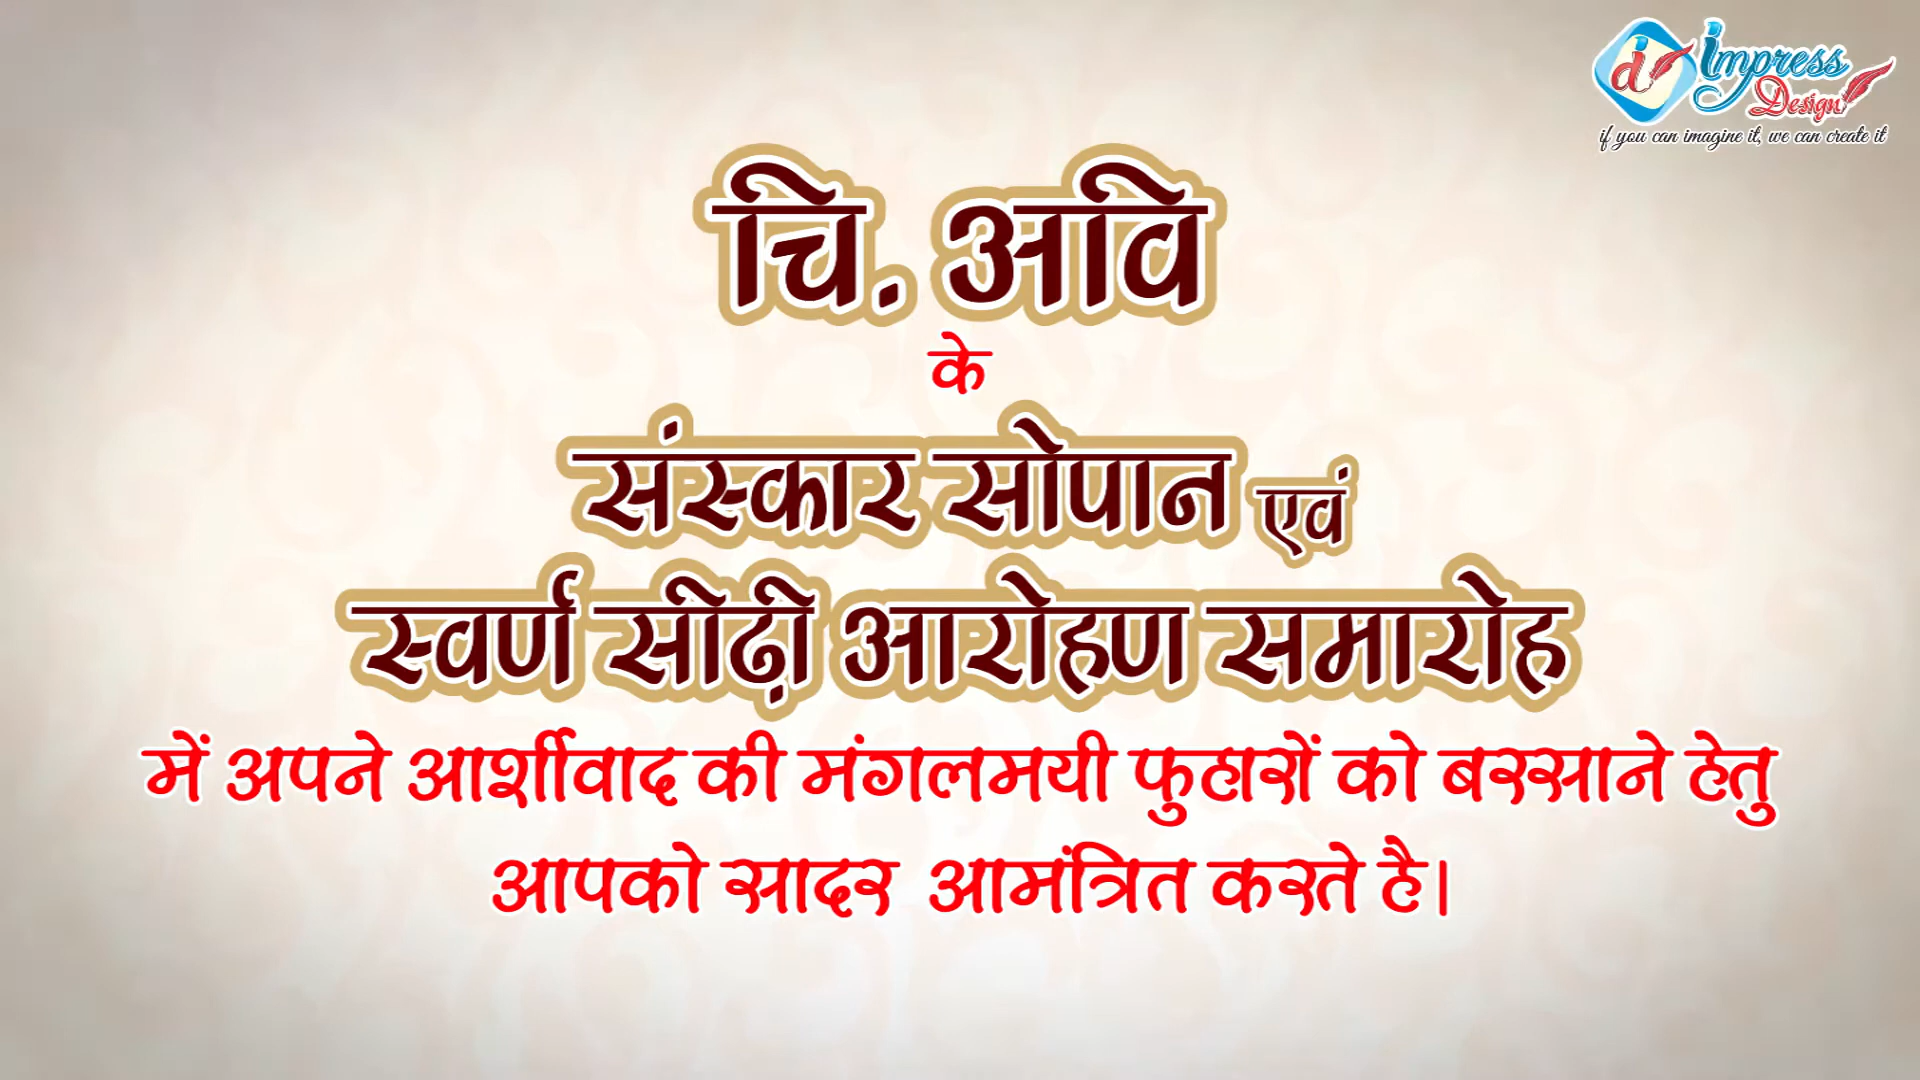 Impress
Design
if you can imagine it, we can create it
चि. अवि
के
संस्कार सोपान एवं
स्वर्ण सीढ़ी आरोहण समारोह
में अपने आर्शीवाद की मंगलमयी फुहारों को बरसाने हेतु
आपको सादर आमंत्रित करते है।